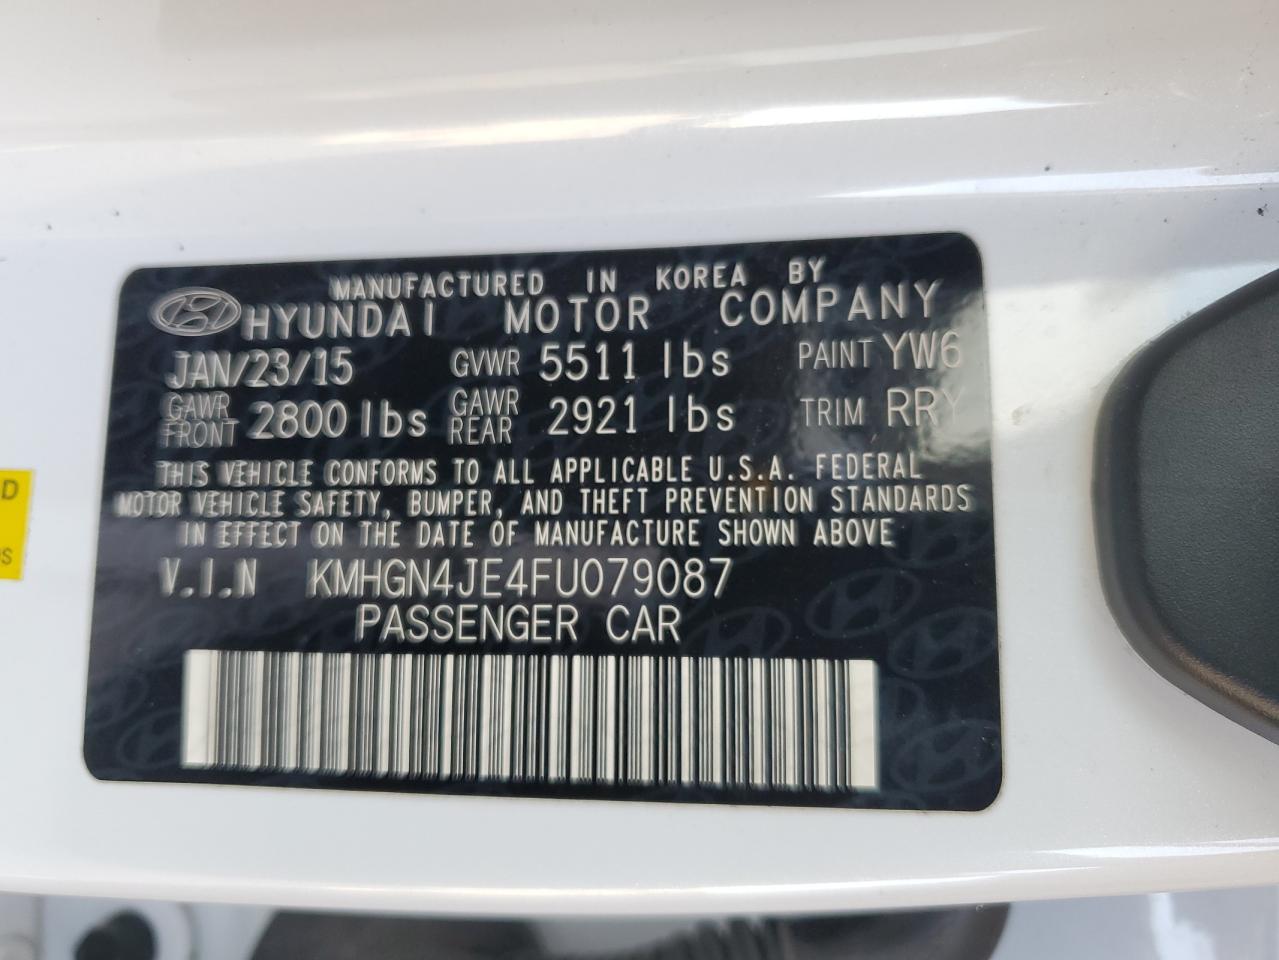 MANUFACTURED IN KOREA BY
HYUNDAI MOTOR COMPANY
JAN/23/15 GVWR 5511 lbs PAINT YW6
GAWR FRONT 2800 lbs GAWR REAR 2921 lbs TRIM RRY
THIS VEHICLE CONFORMS TO ALL APPLICABLE U.S.A. FEDERAL
MOTOR VEHICLE SAFETY, BUMPER, AND THEFT PREVENTION STANDARDS
IN EFFECT ON THE DATE OF MANUFACTURE SHOWN ABOVE
V.I.N KMHGN4JE4FU079087
PASSENGER CAR